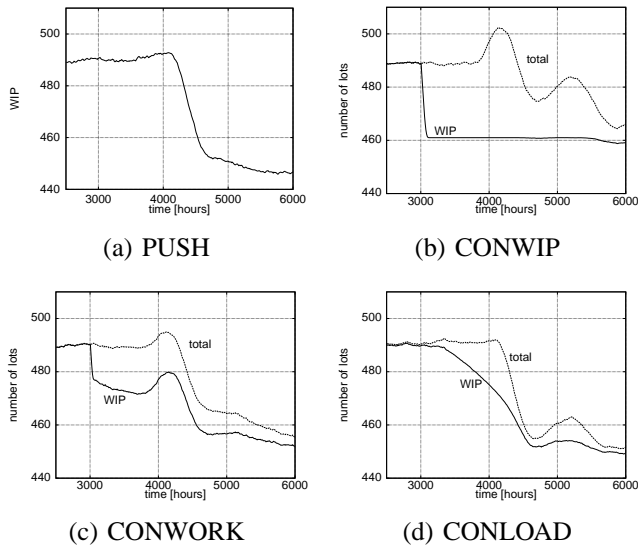 500
480
460
440
WIP
3000
4000
5000
6000
time [hours]
(a) PUSH
500
480
460
440
number of lots
total
WIP
3000
4000
5000
6000
time [hours]
(b) CONWIP
500
480
460
440
number of lots
total
WIP
3000
4000
5000
6000
time [hours]
(c) CONWORK
500
480
460
440
number of lots
total
WIP
3000
4000
5000
6000
time [hours]
(d) CONLOAD